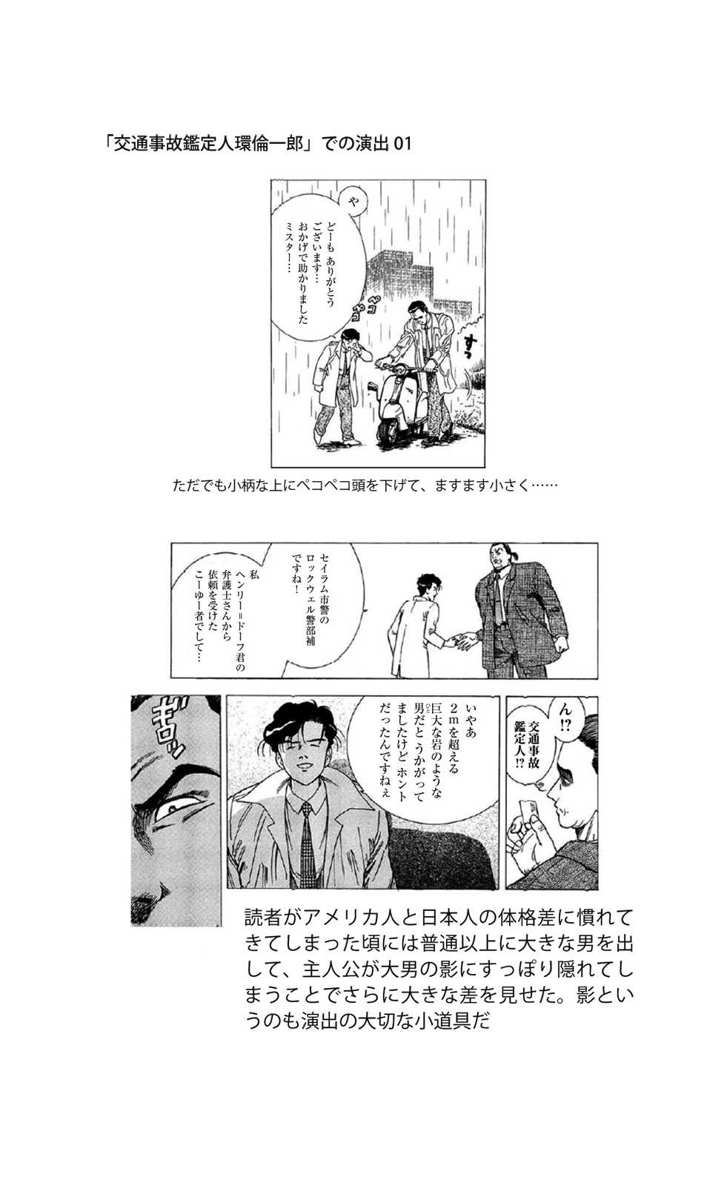 「交通事故鑑定人環倫一郎」での演出 01
や
どーも ありがとう
ございます…
おかげで助かりました
ミスター…
ペコ
ペコ
すっ
ただでも小柄な上にペコペコ頭を下げて、ますます小さく……
セイラム市警の
ロックウェル警部補
ですね！
私
ヘンリー＝ドーフ君の
弁護士さんから
依頼を受けた
こーゆー者でして…
ん!?
交通事故
鑑定人!?
いやあ
２ｍを超える
巨大な岩のような
男だと うかがって
ましたけど ホント
だったんですねぇ
ギロッ
読者がアメリカ人と日本人の体格差に慣れて
きてしまった頃には普通以上に大きな男を出
して、主人公が大男の影にすっぽり隠れてし
まうことでさらに大きな差を見せた。影とい
うのも演出の大切な小道具だ